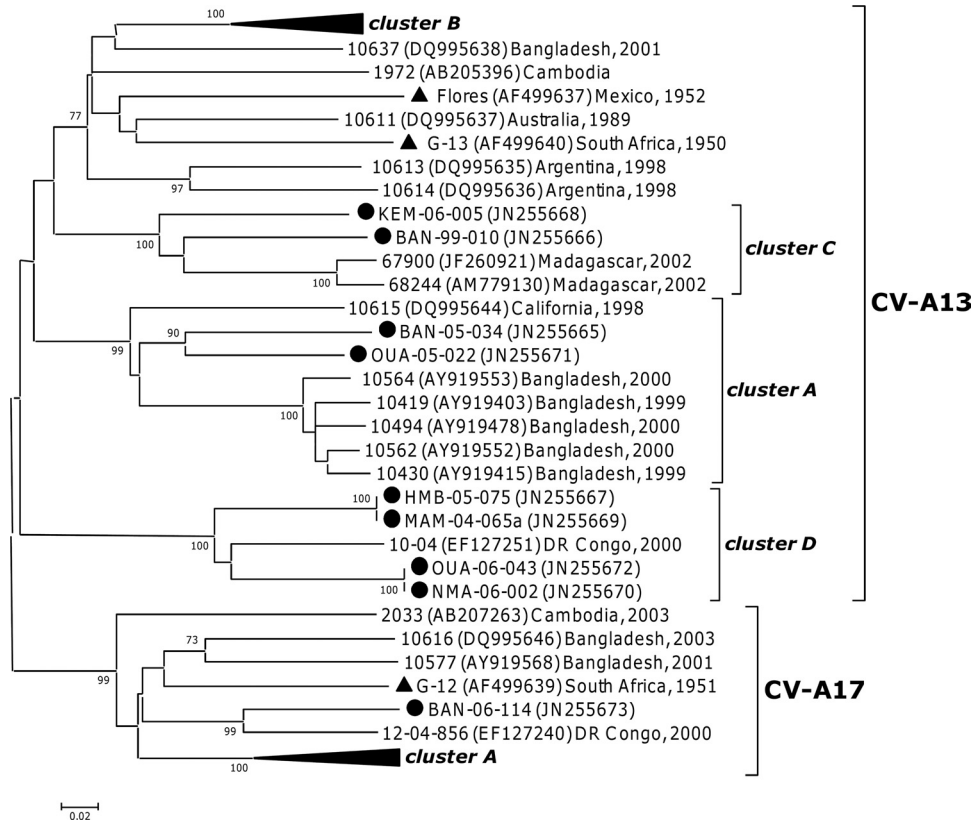 100
cluster B
10637 (DQ995638) Bangladesh, 2001
1972 (AB205396) Cambodia
Flores (AF499637) Mexico, 1952
77
10611 (DQ995637) Australia, 1989
G-13 (AF499640) South Africa, 1950
10613 (DQ995635) Argentina, 1998
97
10614 (DQ995636) Argentina, 1998
KEM-06-005 (JN255668)
100
BAN-99-010 (JN255666)
cluster C
67900 (JF260921) Madagascar, 2002
100
68244 (AM779130) Madagascar, 2002
CV-A13
10615 (DQ995644) California, 1998
90
BAN-05-034 (JN255665)
99
OUA-05-022 (JN255671)
10564 (AY919553) Bangladesh, 2000
cluster A
10419 (AY919403) Bangladesh, 1999
100
10494 (AY919478) Bangladesh, 2000
10562 (AY919552) Bangladesh, 2000
10430 (AY919415) Bangladesh, 1999
100
HMB-05-075 (JN255667)
MAM-04-065a (JN255669)
100
10-04 (EF127251) DR Congo, 2000
cluster D
OUA-06-043 (JN255672)
100
NMA-06-002 (JN255670)
2033 (AB207263) Cambodia, 2003
73
10616 (DQ995646) Bangladesh, 2003
10577 (AY919568) Bangladesh, 2001
99
G-12 (AF499639) South Africa, 1951
CV-A17
BAN-06-114 (JN255673)
99
12-04-856 (EF127240) DR Congo, 2000
100
cluster A
0.02